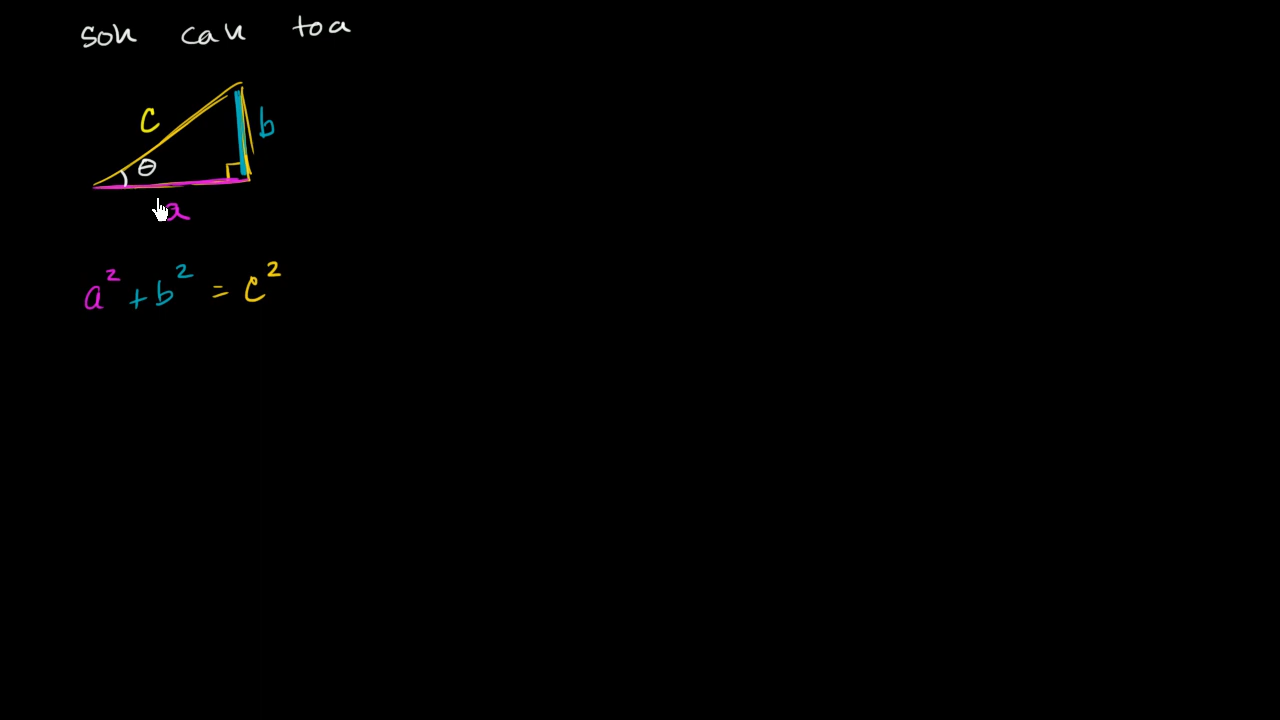 soh cah toa
c
b
θ
a
a² + b² = c²